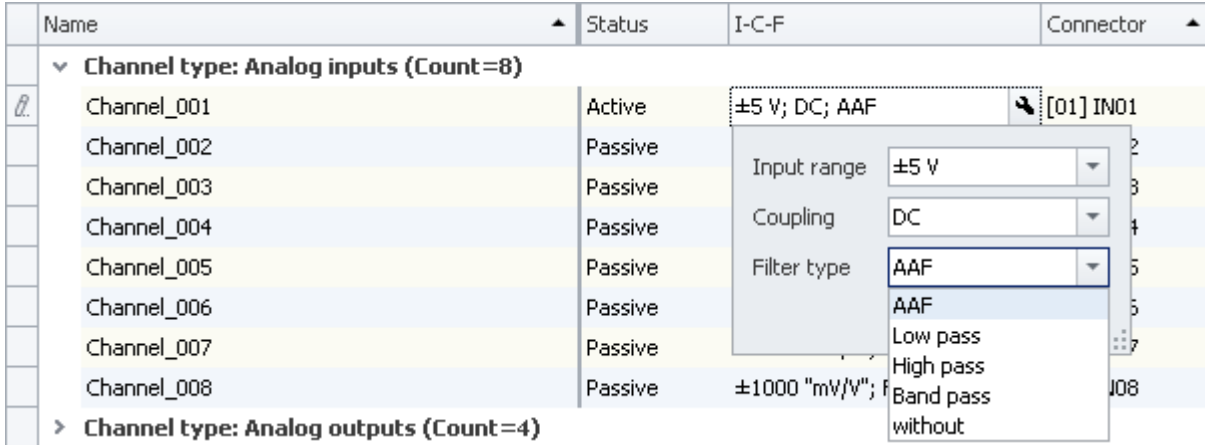 Name Status I-C-F Connector
Channel type: Analog inputs (Count=8)
Channel_001 Active ±5 V; DC; AAF [01] IN01
Channel_002 Passive
Channel_003 Passive
Channel_004 Passive
Channel_005 Passive
Channel_006 Passive
Channel_007 Passive
Channel_008 Passive ±1000 "mV/V";
Channel type: Analog outputs (Count=4)
Input range ±5 V
Coupling DC
Filter type AAF
AAF
Low pass
High pass
Band pass
without